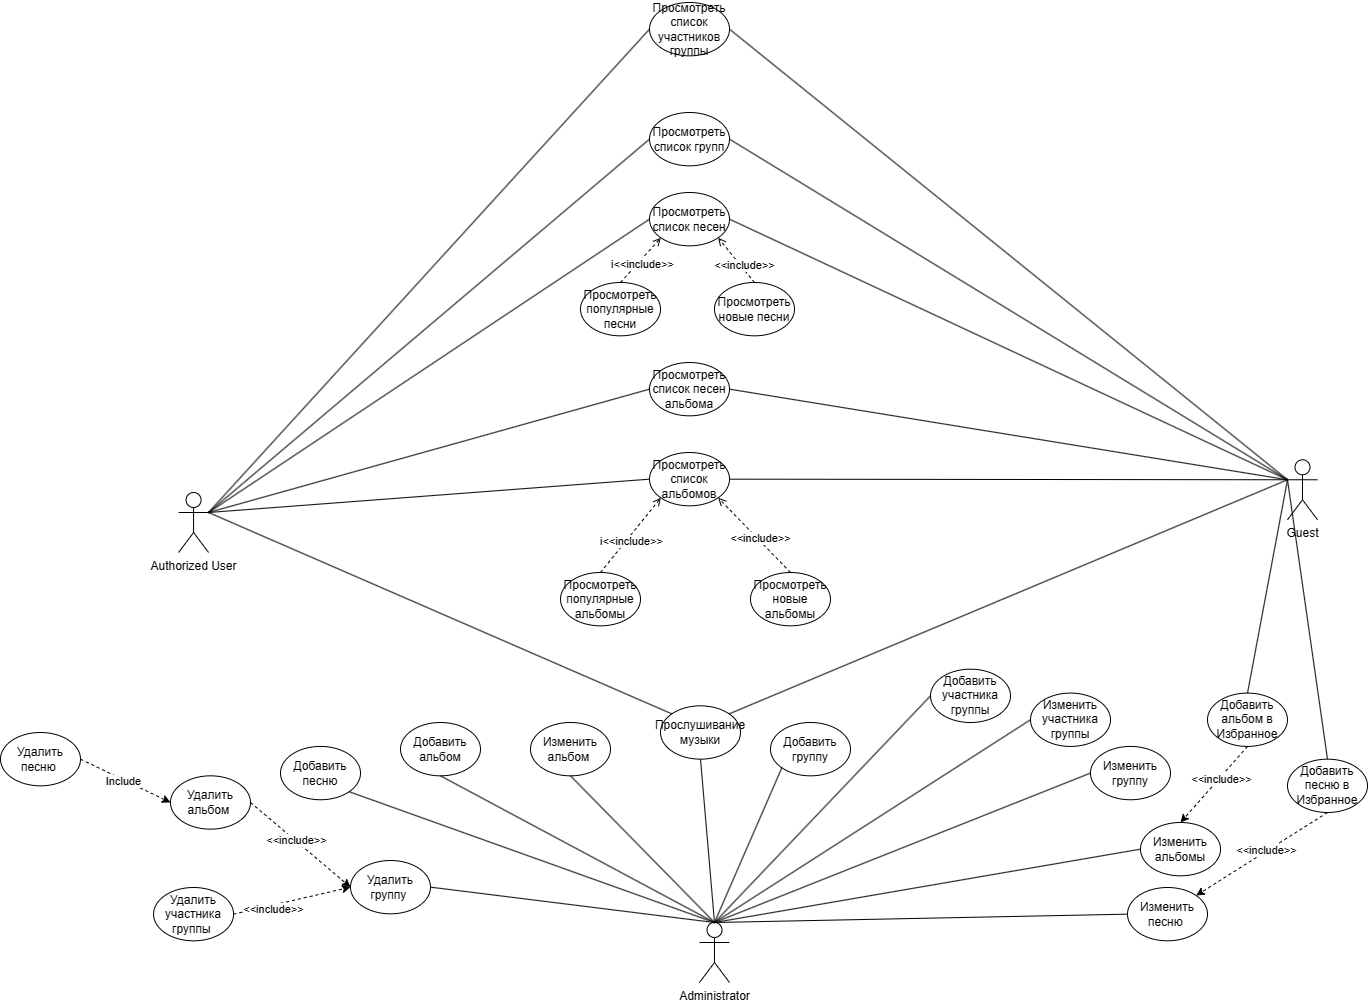 Просмотреть
список
участников
группы
Просмотреть
список групп
Просмотреть
список песен
i<<include>>
<<include>>
Просмотреть
популярные
песни
Просмотреть
новые песни
Просмотреть
список песен
альбома
Просмотреть
список
альбомов
Authorized User
Guest
i<<include>>
<<include>>
Просмотреть
популярные
альбомы
Просмотреть
новые
альбомы
Прослушивание
музыки
Удалить
песню
Include
Удалить
альбом
<<include>>
Удалить
участника
группы
<<include>>
Удалить
группу
Добавить
песню
Добавить
альбом
Изменить
альбом
Добавить
группу
Добавить
участника
группы
Изменить
участника
группы
Изменить
группу
Добавить
альбом в
Избранное
<<include>>
Добавить
песню в
Избранное
<<include>>
Изменить
альбомы
Изменить
песню
Administrator